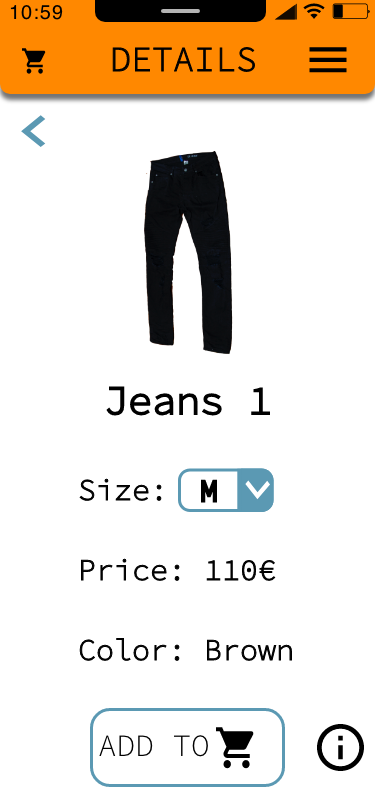 10:59
DETAILS
Jeans 1
Size: M
Price: 110€
Color: Brown
ADD TO